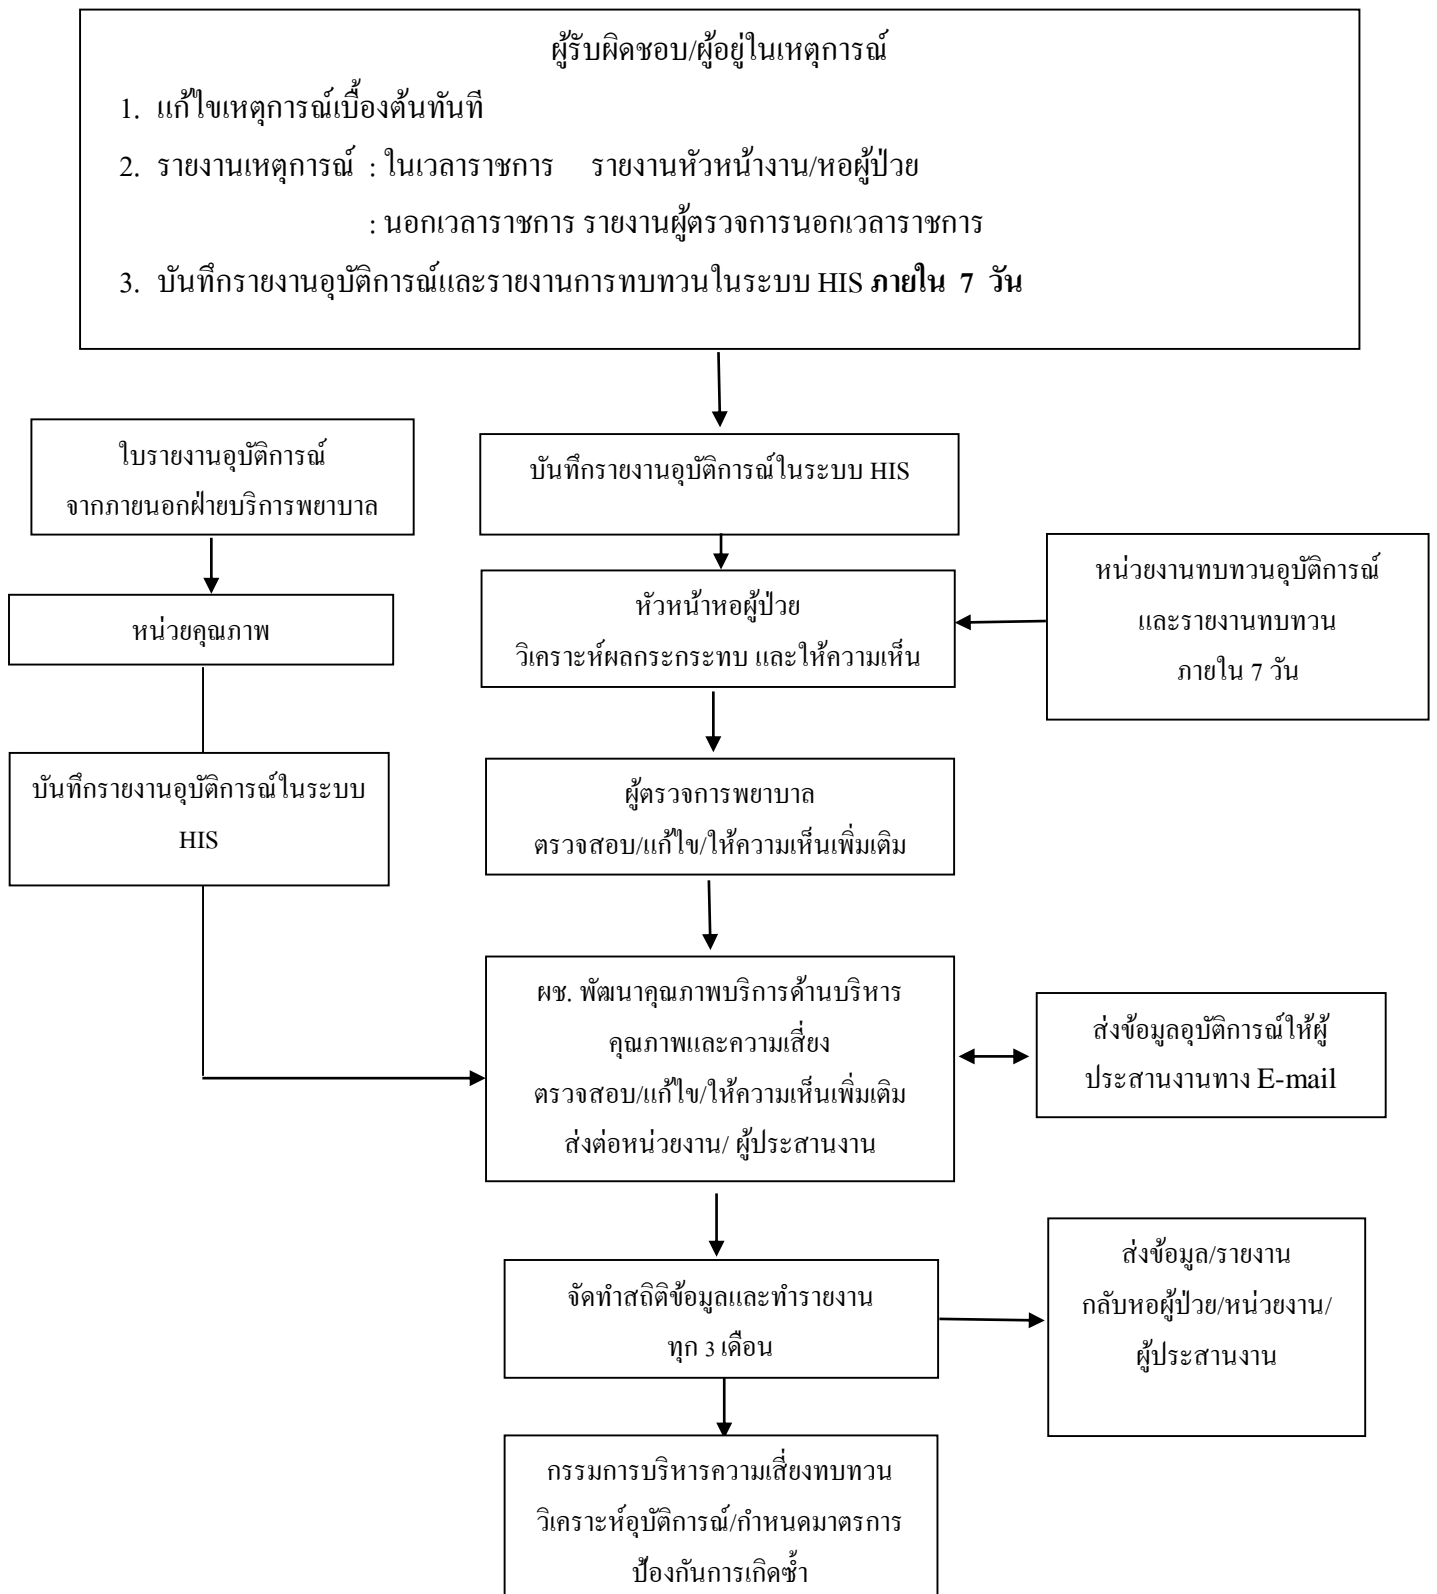 ผู้รับผิดชอบ/ผู้อยู่ในเหตุการณ์
1. แก้ไขเหตุการณ์เบื้องต้นทันที
2. รายงานเหตุการณ์ : ในเวลาราชการ รายงานหัวหน้างาน/หอผู้ป่วย
: นอกเวลาราชการ รายงานผู้ตรวจการนอกเวลาราชการ
3. บันทึกรายงานอุบัติการณ์และรายงานการทบทวนในระบบ HIS ภายใน 7 วัน
ใบรายงานอุบัติการณ์
จากภายนอกฝ่ายบริการพยาบาล
บันทึกรายงานอุบัติการณ์ในระบบ HIS
หน่วยงานทบทวนอุบัติการณ์
และรายงานทบทวน
ภายใน 7 วัน
หน่วยคุณภาพ
หัวหน้าหอผู้ป่วย
วิเคราะห์ผลกระกระทบ และให้ความเห็น
บันทึกรายงานอุบัติการณ์ในระบบ
HIS
ผู้ตรวจการพยาบาล
ตรวจสอบ/แก้ไข/ให้ความเห็นเพิ่มเติม
ผช. พัฒนาคุณภาพบริการด้านบริหาร
คุณภาพและความเสี่ยง
ตรวจสอบ/แก้ไข/ให้ความเห็นเพิ่มเติม
ส่งต่อหน่วยงาน/ ผู้ประสานงาน
ส่งข้อมูลอุบัติการณ์ให้ผู้
ประสานงานทาง E-mail
จัดทำสถิติข้อมูลและทำรายงาน
ทุก 3 เดือน
ส่งข้อมูล/รายงาน
กลับหอผู้ป่วย/หน่วยงาน/
ผู้ประสานงาน
กรรมการบริหารความเสี่ยงทบทวน
วิเคราะห์อุบัติการณ์/กำหนดมาตรการ
ป้องกันการเกิดซ้ำ